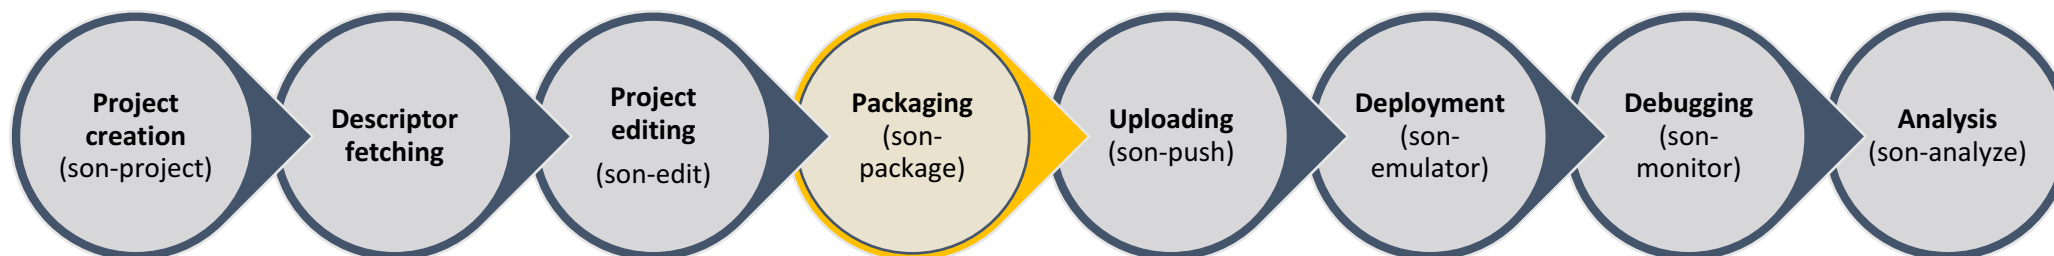 Project
creation
(son-project)
Descriptor
fetching
Project
editing
(son-edit)
Packaging
(son-
package)
Uploading
(son-push)
Deployment
(son-
emulator)
Debugging
(son-
monitor)
Analysis
(son-analyze)